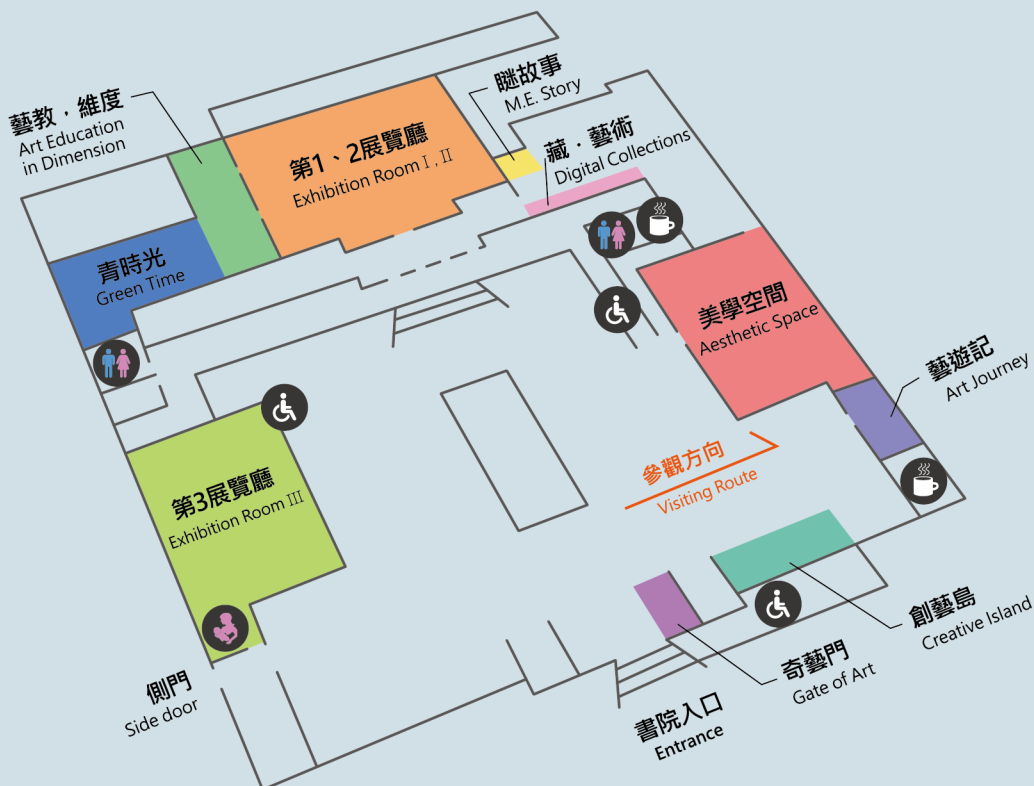 瞇故事
M.E. Story
藝教．維度
Art Education
in Dimension
第1、2展覽廳
Exhibition Room Ⅰ, Ⅱ
藏．藝術
Digital Collections
青時光
Green Time
美學空間
Aesthetic Space
藝遊記
Art Journey
參觀方向
Visiting Route
第3展覽廳
Exhibition Room Ⅲ
創藝島
Creative Island
奇藝門
Gate of Art
側門
Side door
書院入口
Entrance